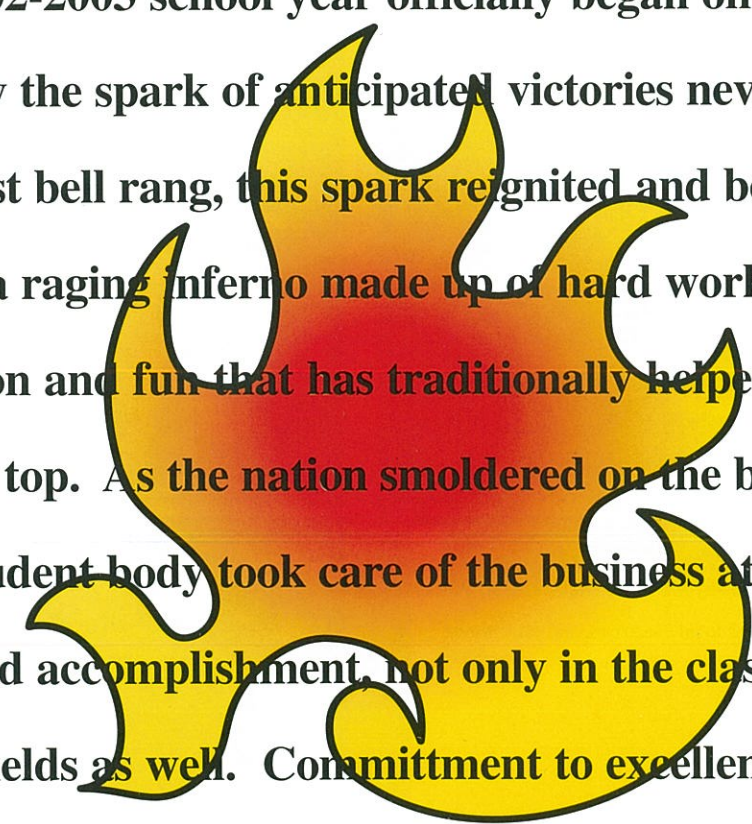 02-2003 school year officially began on
the spark of anticipated victories nev
st bell rang, this spark reignited and be
a raging inferno made up of hard work
on and fun that has traditionally helpe
top. As the nation smoldered on the b
udent body took care of the business at
d accomplishment, not only in the clas
ields as well. Committment to excellen